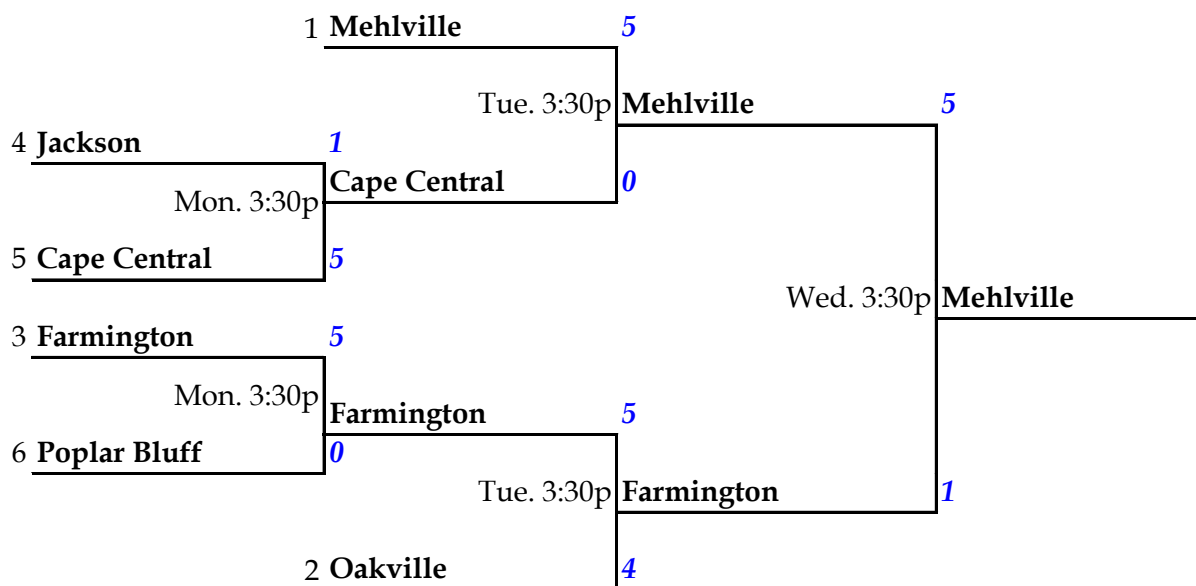 1 Mehlville 5
Tue. 3:30p Mehlville 5
4 Jackson 1
Cape Central 0
Mon. 3:30p
5 Cape Central 5
Wed. 3:30p Mehlville
3 Farmington 5
Mon. 3:30p
Farmington 5
6 Poplar Bluff 0
Tue. 3:30p Farmington 1
2 Oakville 4